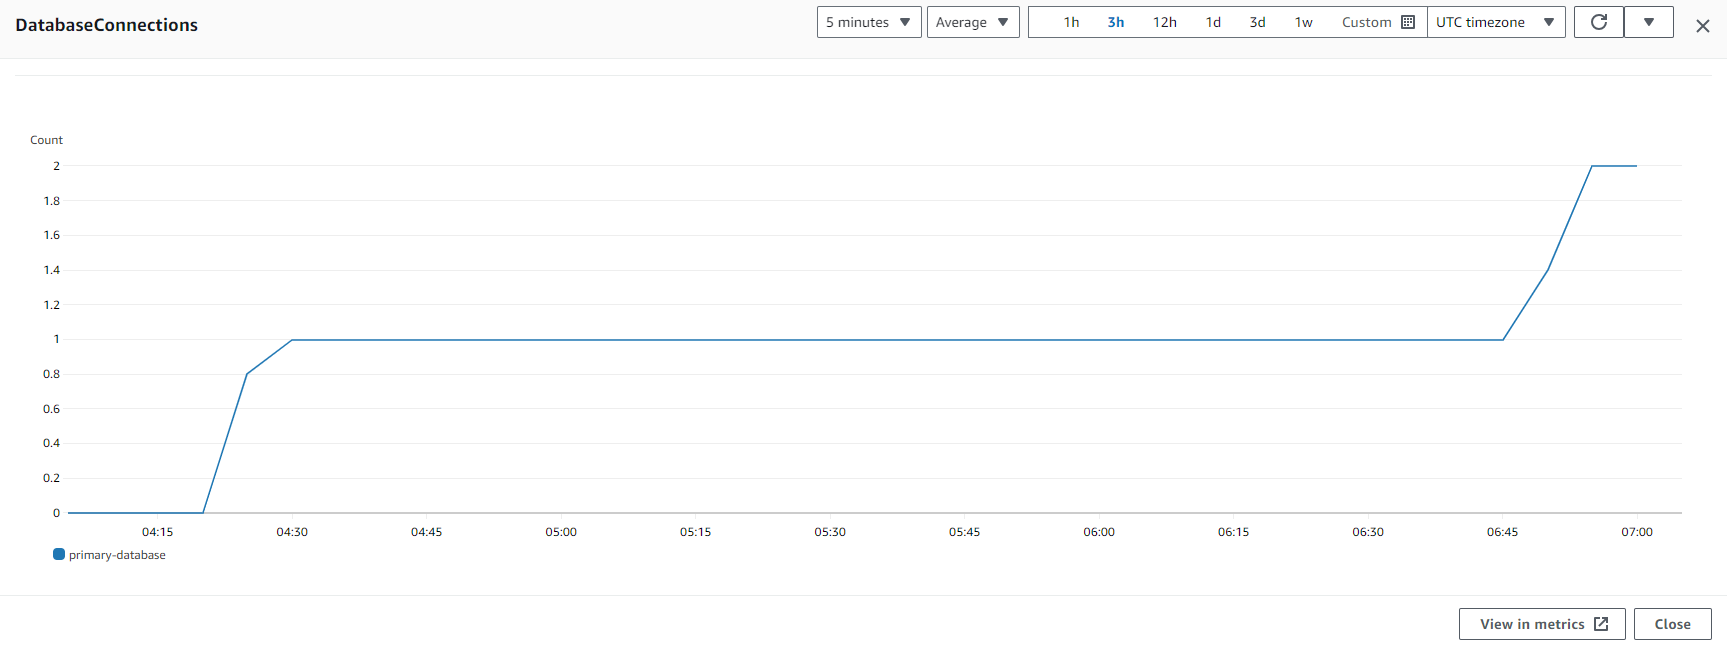 DatabaseConnections
5 minutes Average 1h 3h 12h 1d 3d 1w Custom UTC timezone
Count
2
1.8
1.6
1.4
1.2
1
0.8
0.6
0.4
0.2
0
04:15 04:30 04:45 05:00 05:15 05:30 05:45 06:00 06:15 06:30 06:45 07:00
primary-database
View in metrics Close